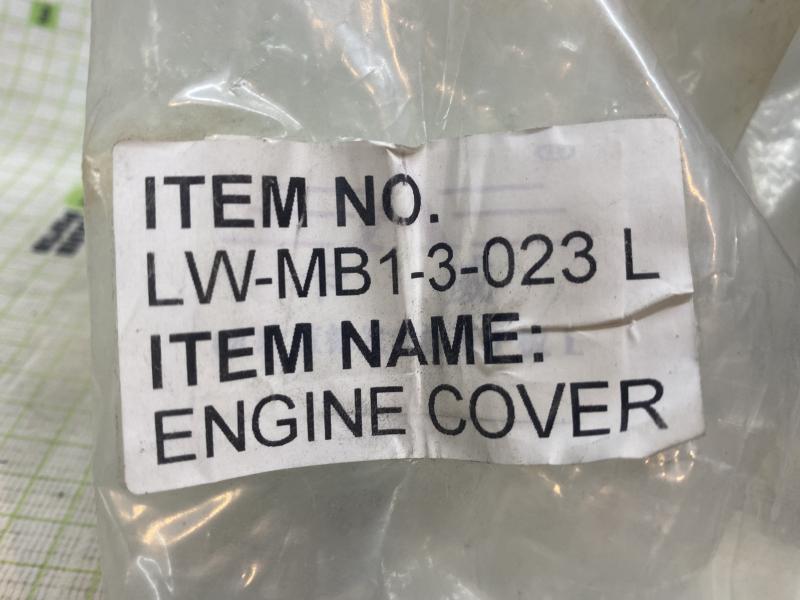 ITEM NO.
LW-MB1-3-023 L
ITEM NAME:
ENGINE COVER